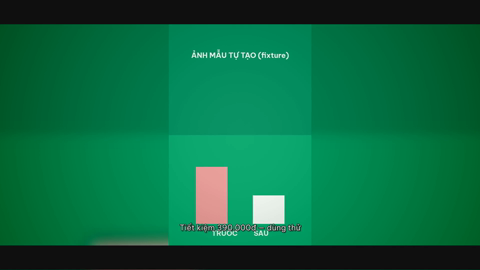 ẢNH MẪU TỰ TẠO (fixture)
Tiết kiệm 390.000đ – dùng thử
TRƯỚC SAU